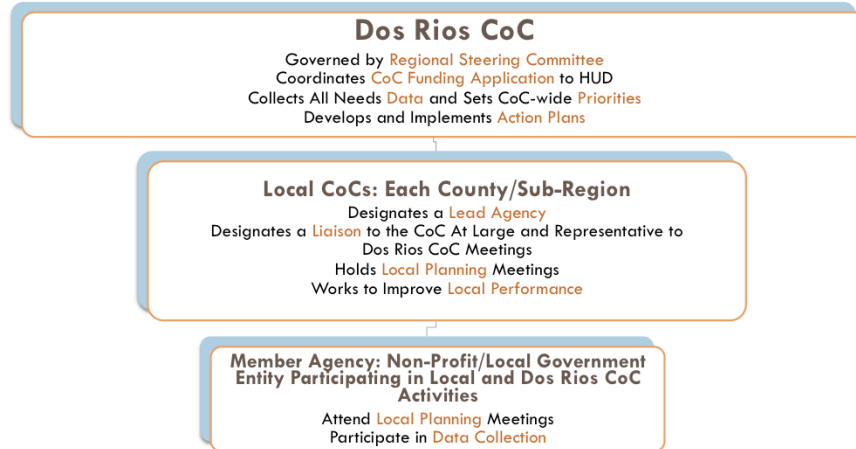 Dos Rios CoC
Governed by Regional Steering Committee
Coordinates CoC Funding Application to HUD
Collects All Needs Data and Sets CoC-wide Priorities
Develops and Implements Action Plans
Local CoCs: Each County/Sub-Region
Designates a Lead Agency
Designates a Liaison to the CoC At Large and Representative to
Dos Rios CoC Meetings
Holds Local Planning Meetings
Works to Improve Local Performance
Member Agency: Non-Profit/Local Government
Entity Participating in Local and Dos Rios CoC
Activities
Attend Local Planning Meetings
Participate in Data Collection